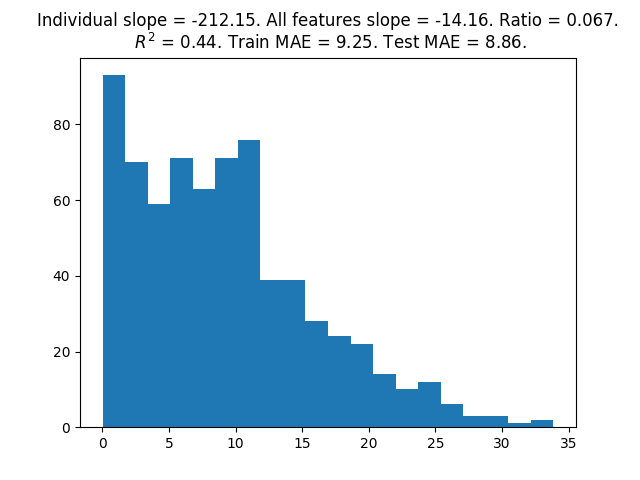 Individual slope = -212.15. All features slope = -14.16. Ratio = 0.067.
R² = 0.44. Train MAE = 9.25. Test MAE = 8.86.
80
60
40
20
0
0 5 10 15 20 25 30 35